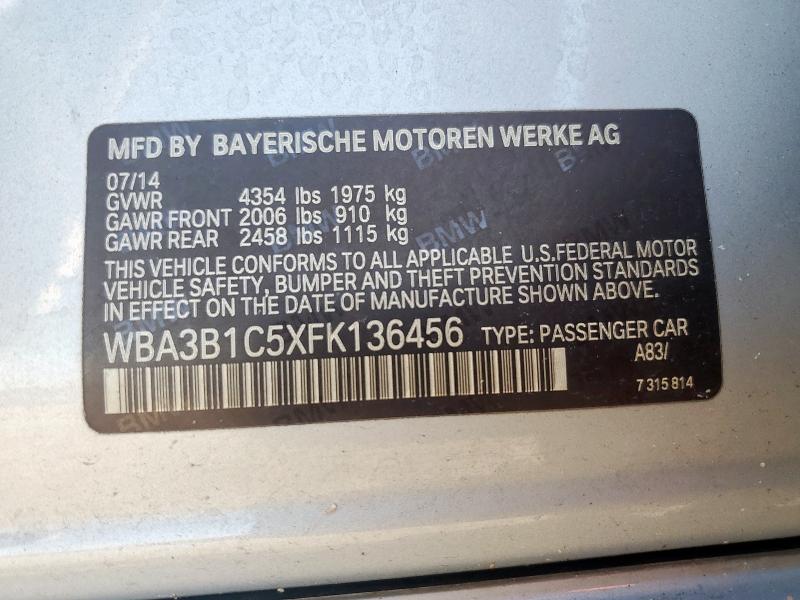 MFD BY BAYERISCHE MOTOREN WERKE AG
07/14
GVWR 4354 lbs 1975 kg
GAWR FRONT 2006 lbs 910 kg
GAWR REAR 2458 lbs 1115 kg
THIS VEHICLE CONFORMS TO ALL APPLICABLE U.S.FEDERAL MOTOR
VEHICLE SAFETY, BUMPER AND THEFT PREVENTION STANDARDS
IN EFFECT ON THE DATE OF MANUFACTURE SHOWN ABOVE.
WBA3B1C5XFK136456 TYPE: PASSENGER CAR
A83/
7 315 814